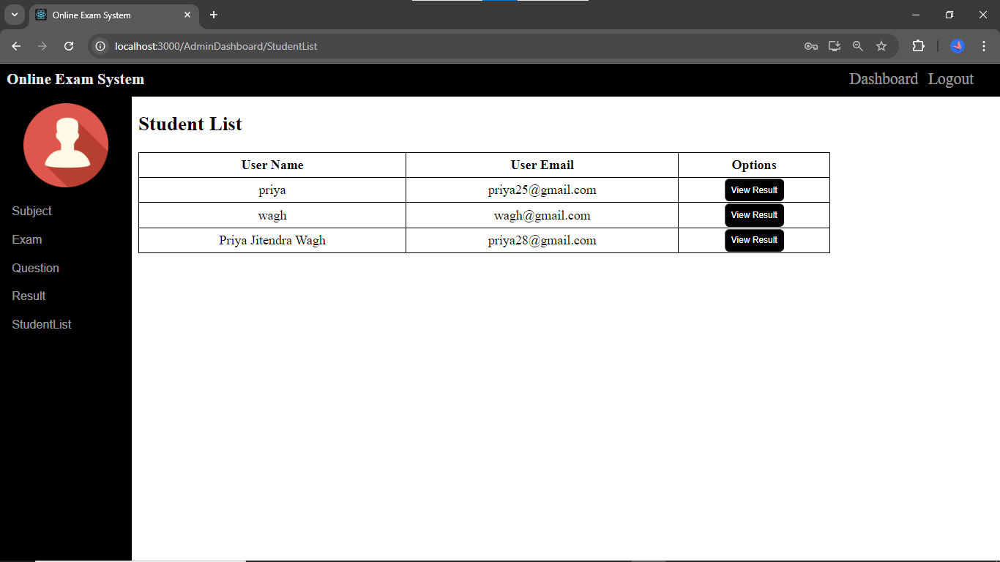 Online Exam System
localhost:3000/AdminDashboard/StudentList
Online Exam System
Dashboard Logout
Subject
Exam
Question
Result
StudentList
Student List
User Name User Email Options
priya priya25@gmail.com View Result
wagh wagh@gmail.com View Result
Priya Jitendra Wagh priya28@gmail.com View Result